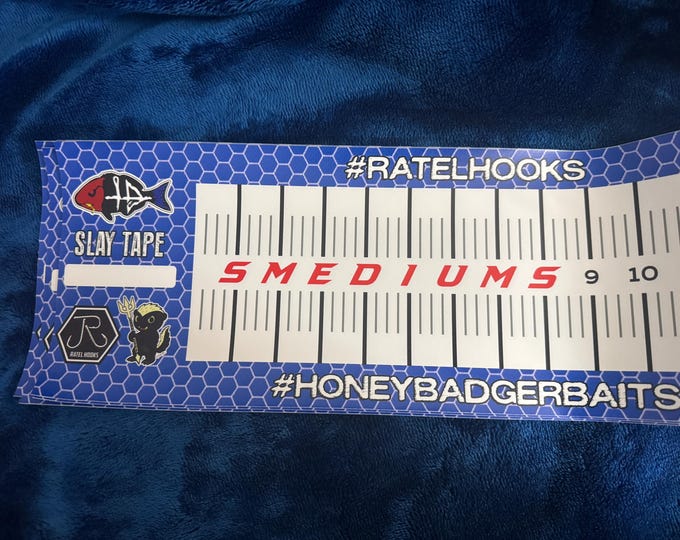 #RATELHOOKS
SLAY TAPE
SMEDIUMS 9 10
R
RATEL HOOKS
#HONEYBADGERBAITS